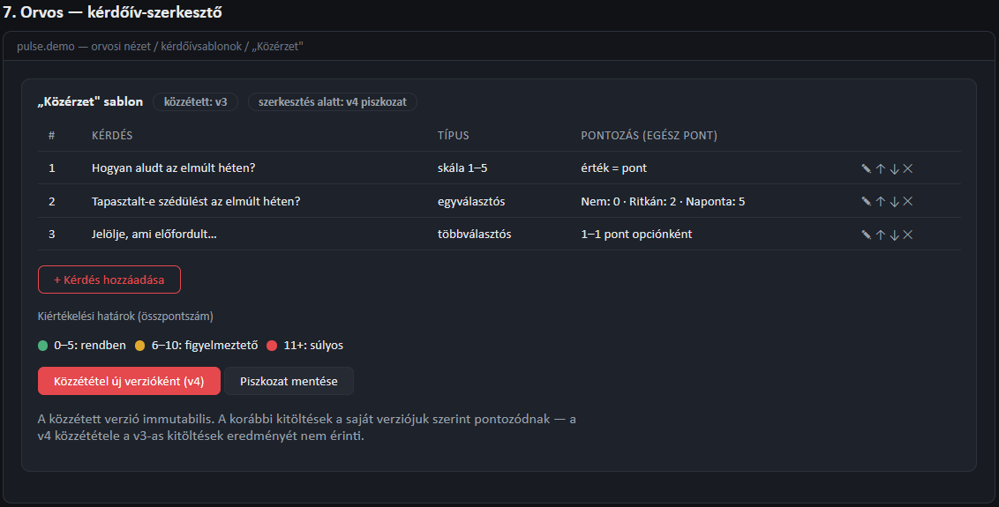 7. Orvos — kérdőív-szerkesztő
pulse.demo — orvosi nézet / kérdőívsablonok / „Közérzet"
„Közérzet" sablon közzétett: v3 szerkesztés alatt: v4 piszkozat
# KÉRDÉS TÍPUS PONTOZÁS (EGÉSZ PONT)
1 Hogyan aludt az elmúlt héten? skála 1–5 érték = pont
2 Tapasztalt-e szédülést az elmúlt héten? egyválasztós Nem: 0 · Ritkán: 2 · Naponta: 5
3 Jelölje, ami előfordult… többválasztós 1–1 pont opciónként
+ Kérdés hozzáadása
Kiértékelési határok (összpontszám)
0–5: rendben 6–10: figyelmeztető 11+: súlyos
Közzététel új verzióként (v4) Piszkozat mentése
A közzétett verzió immutabilis. A korábbi kitöltések a saját verziójuk szerint pontozódnak — a
v4 közzététele a v3-as kitöltések eredményét nem érinti.